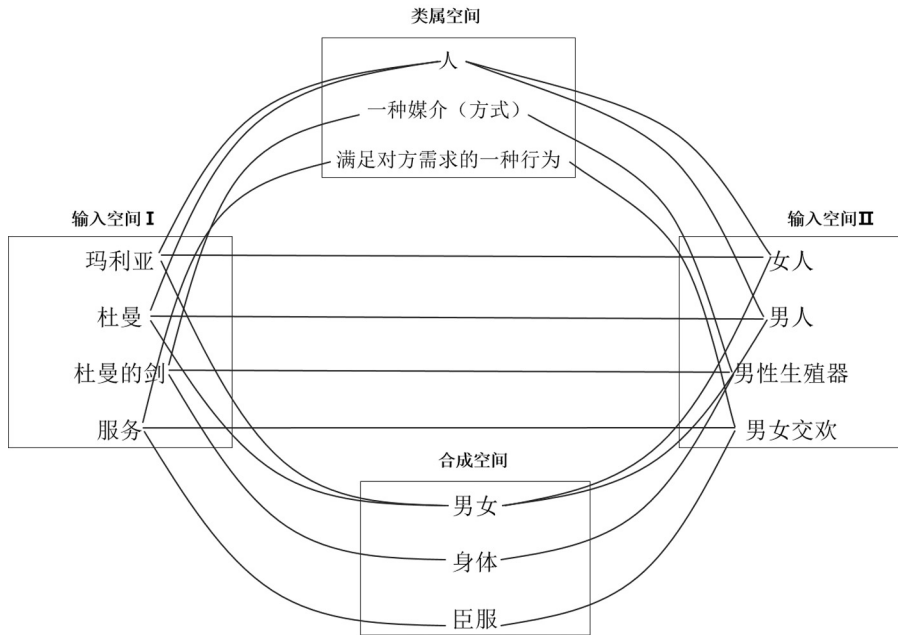 类属空间
人
一种媒介（方式）
满足对方需求的一种行为
输入空间Ⅰ
玛利亚
杜曼
杜曼的剑
服务
输入空间Ⅱ
女人
男人
男性生殖器
男女交欢
合成空间
男女
身体
臣服